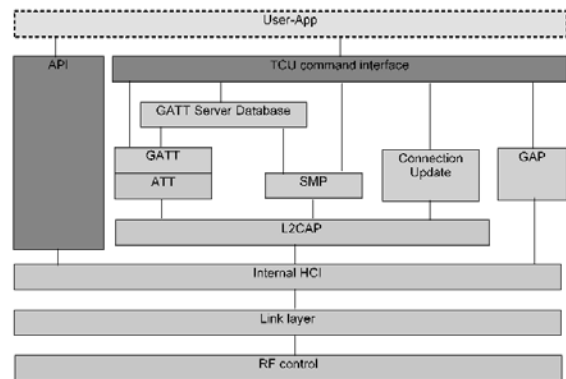 User-App
API
TCU command interface
GATT Server Database
GATT
ATT
SMP
Connection
Update
GAP
L2CAP
Internal HCI
Link layer
RF control